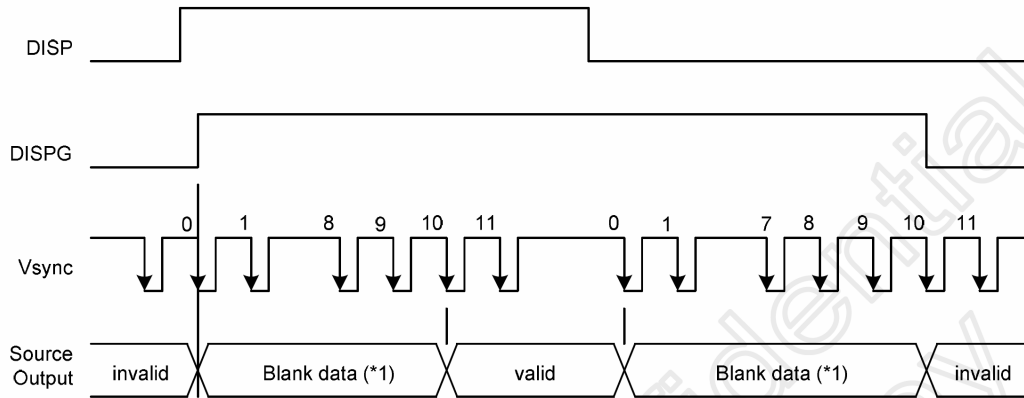 DISP
DISPG
0 1 8 9 10 11 0 1 7 8 9 10 11
Vsync
Source
Output
invalid Blank data (*1) valid Blank data (*1) invalid